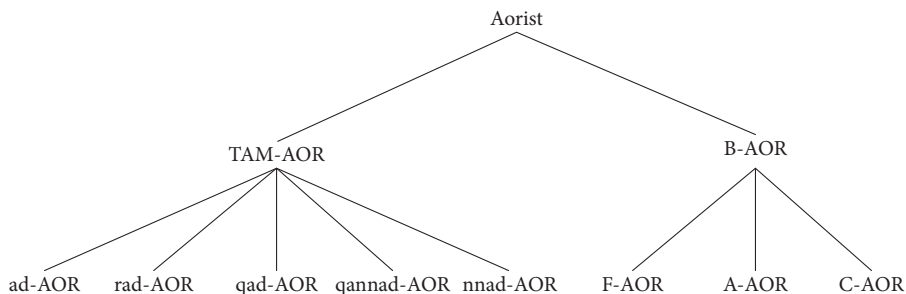 Aorist
TAM-AOR B-AOR
ad-AOR rad-AOR qad-AOR qannad-AOR nnad-AOR F-AOR A-AOR C-AOR